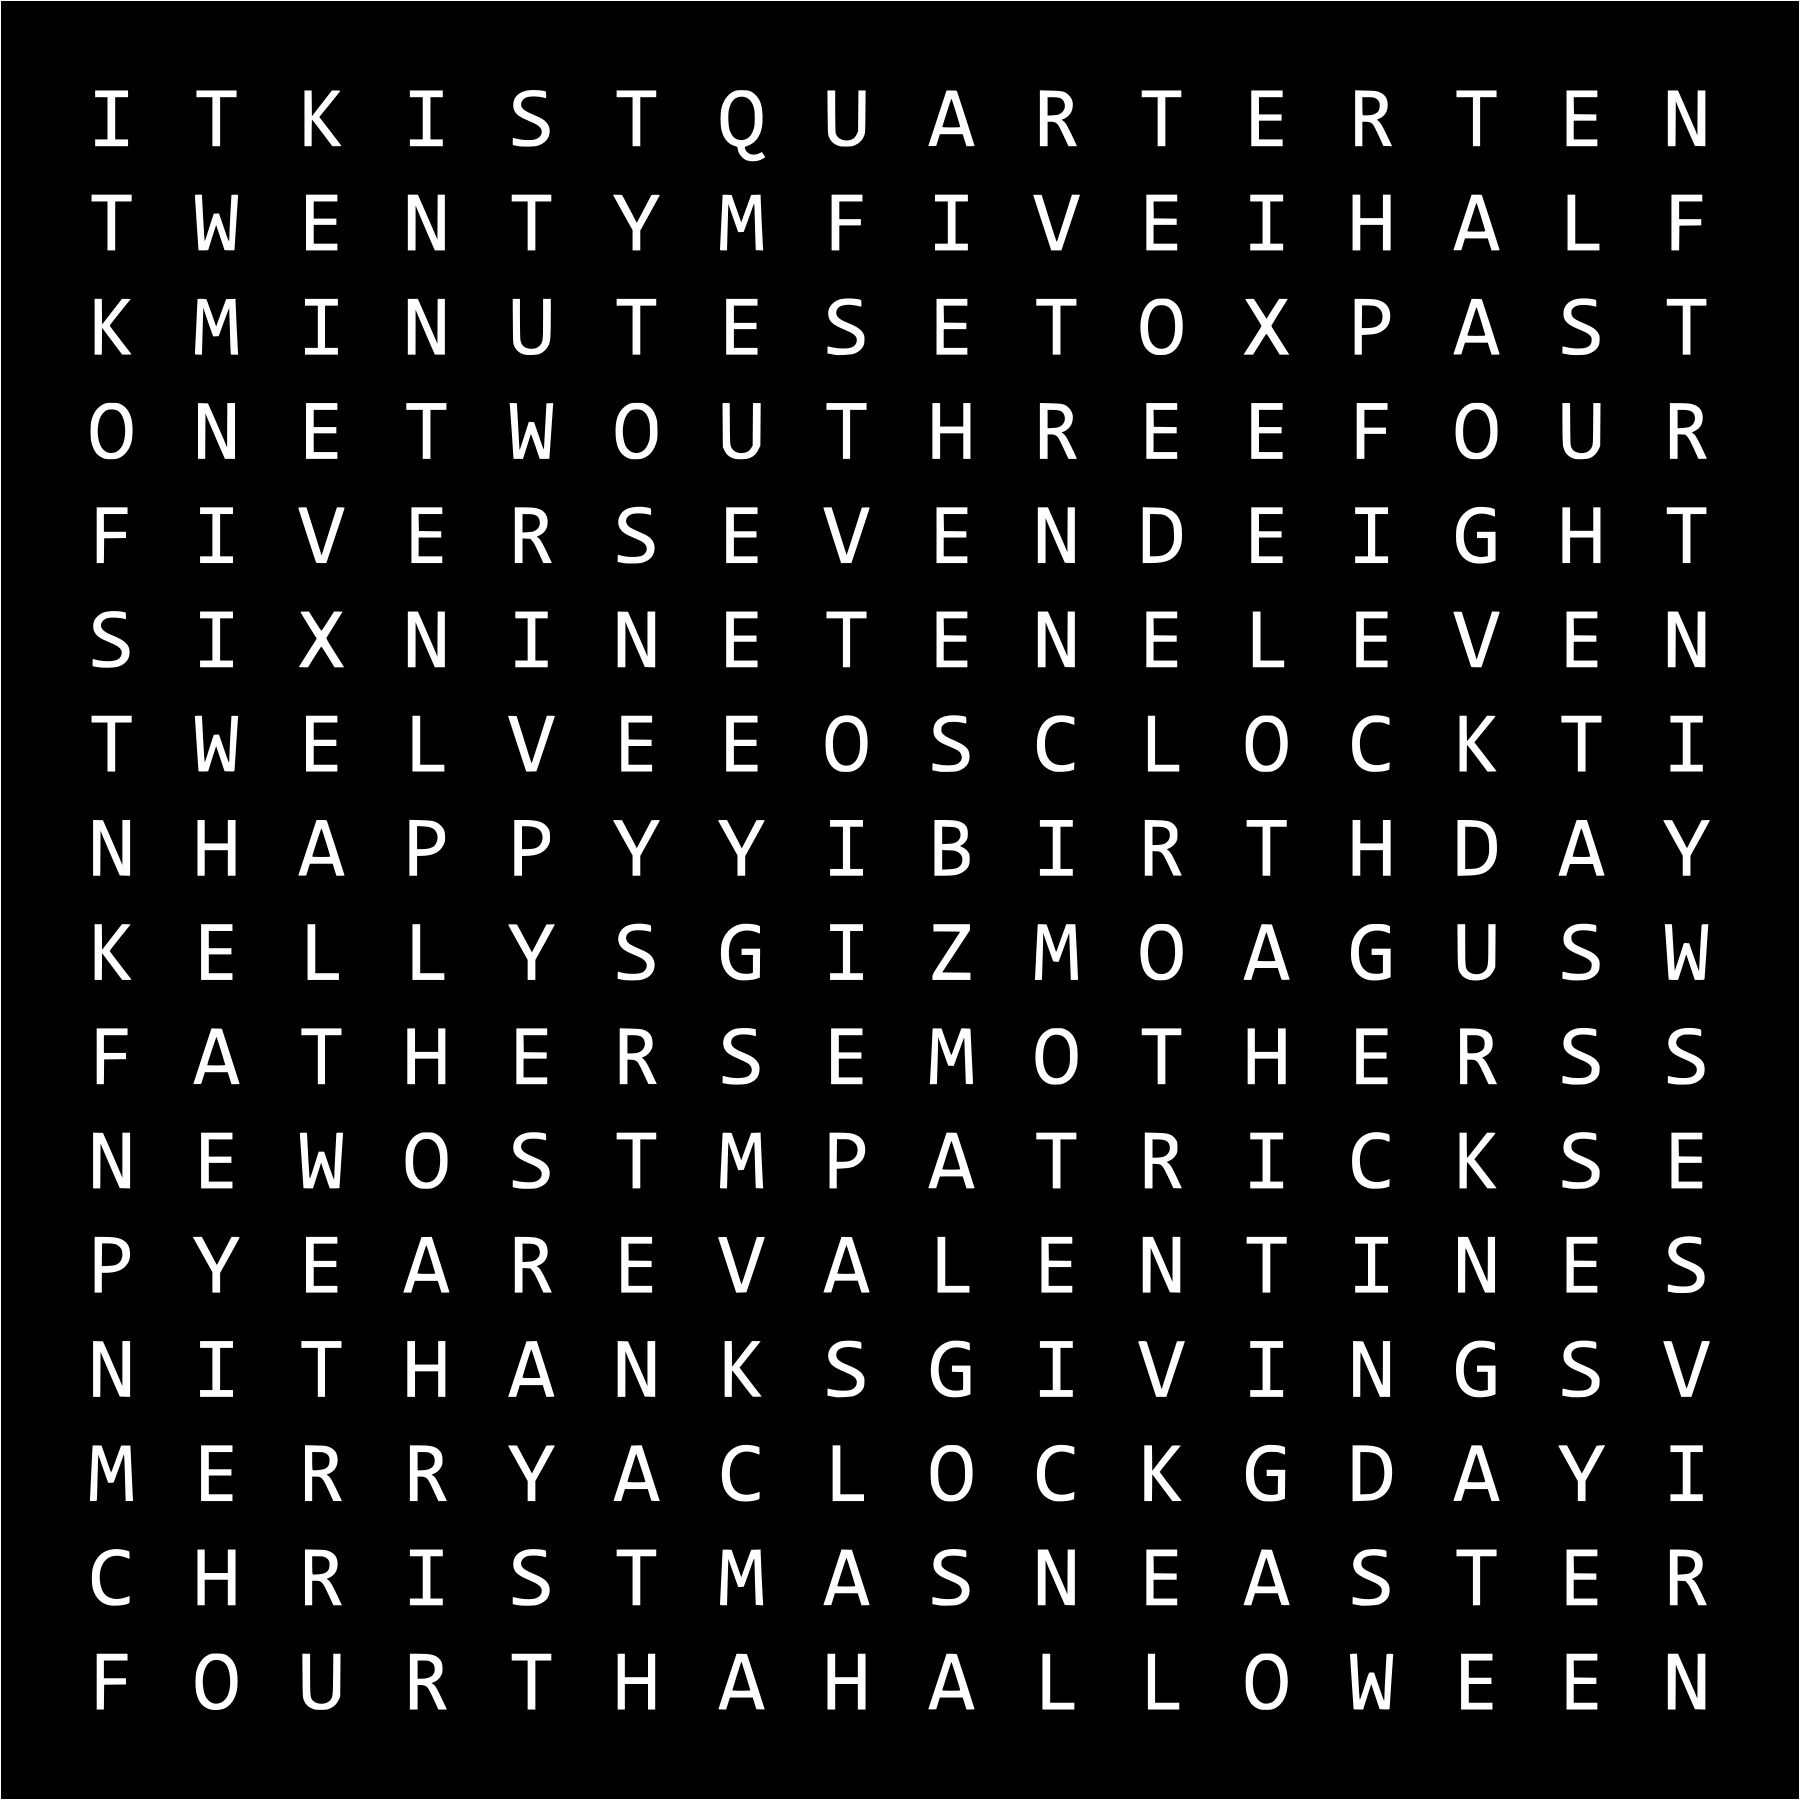 I T K I S T Q U A R T E R T E N
T W E N T Y M F I V E I H A L F
K M I N U T E S E T O X P A S T
O N E T W O U T H R E E F O U R
F I V E R S E V E N D E I G H T
S I X N I N E T E N E L E V E N
T W E L V E E O S C L O C K T I
N H A P P Y Y I B I R T H D A Y
K E L L Y S G I Z M O A G U S W
F A T H E R S E M O T H E R S S
N E W O S T M P A T R I C K S E
P Y E A R E V A L E N T I N E S
N I T H A N K S G I V I N G S V
M E R R Y A C L O C K G D A Y I
C H R I S T M A S N E A S T E R
F O U R T H A H A L L O W E E N